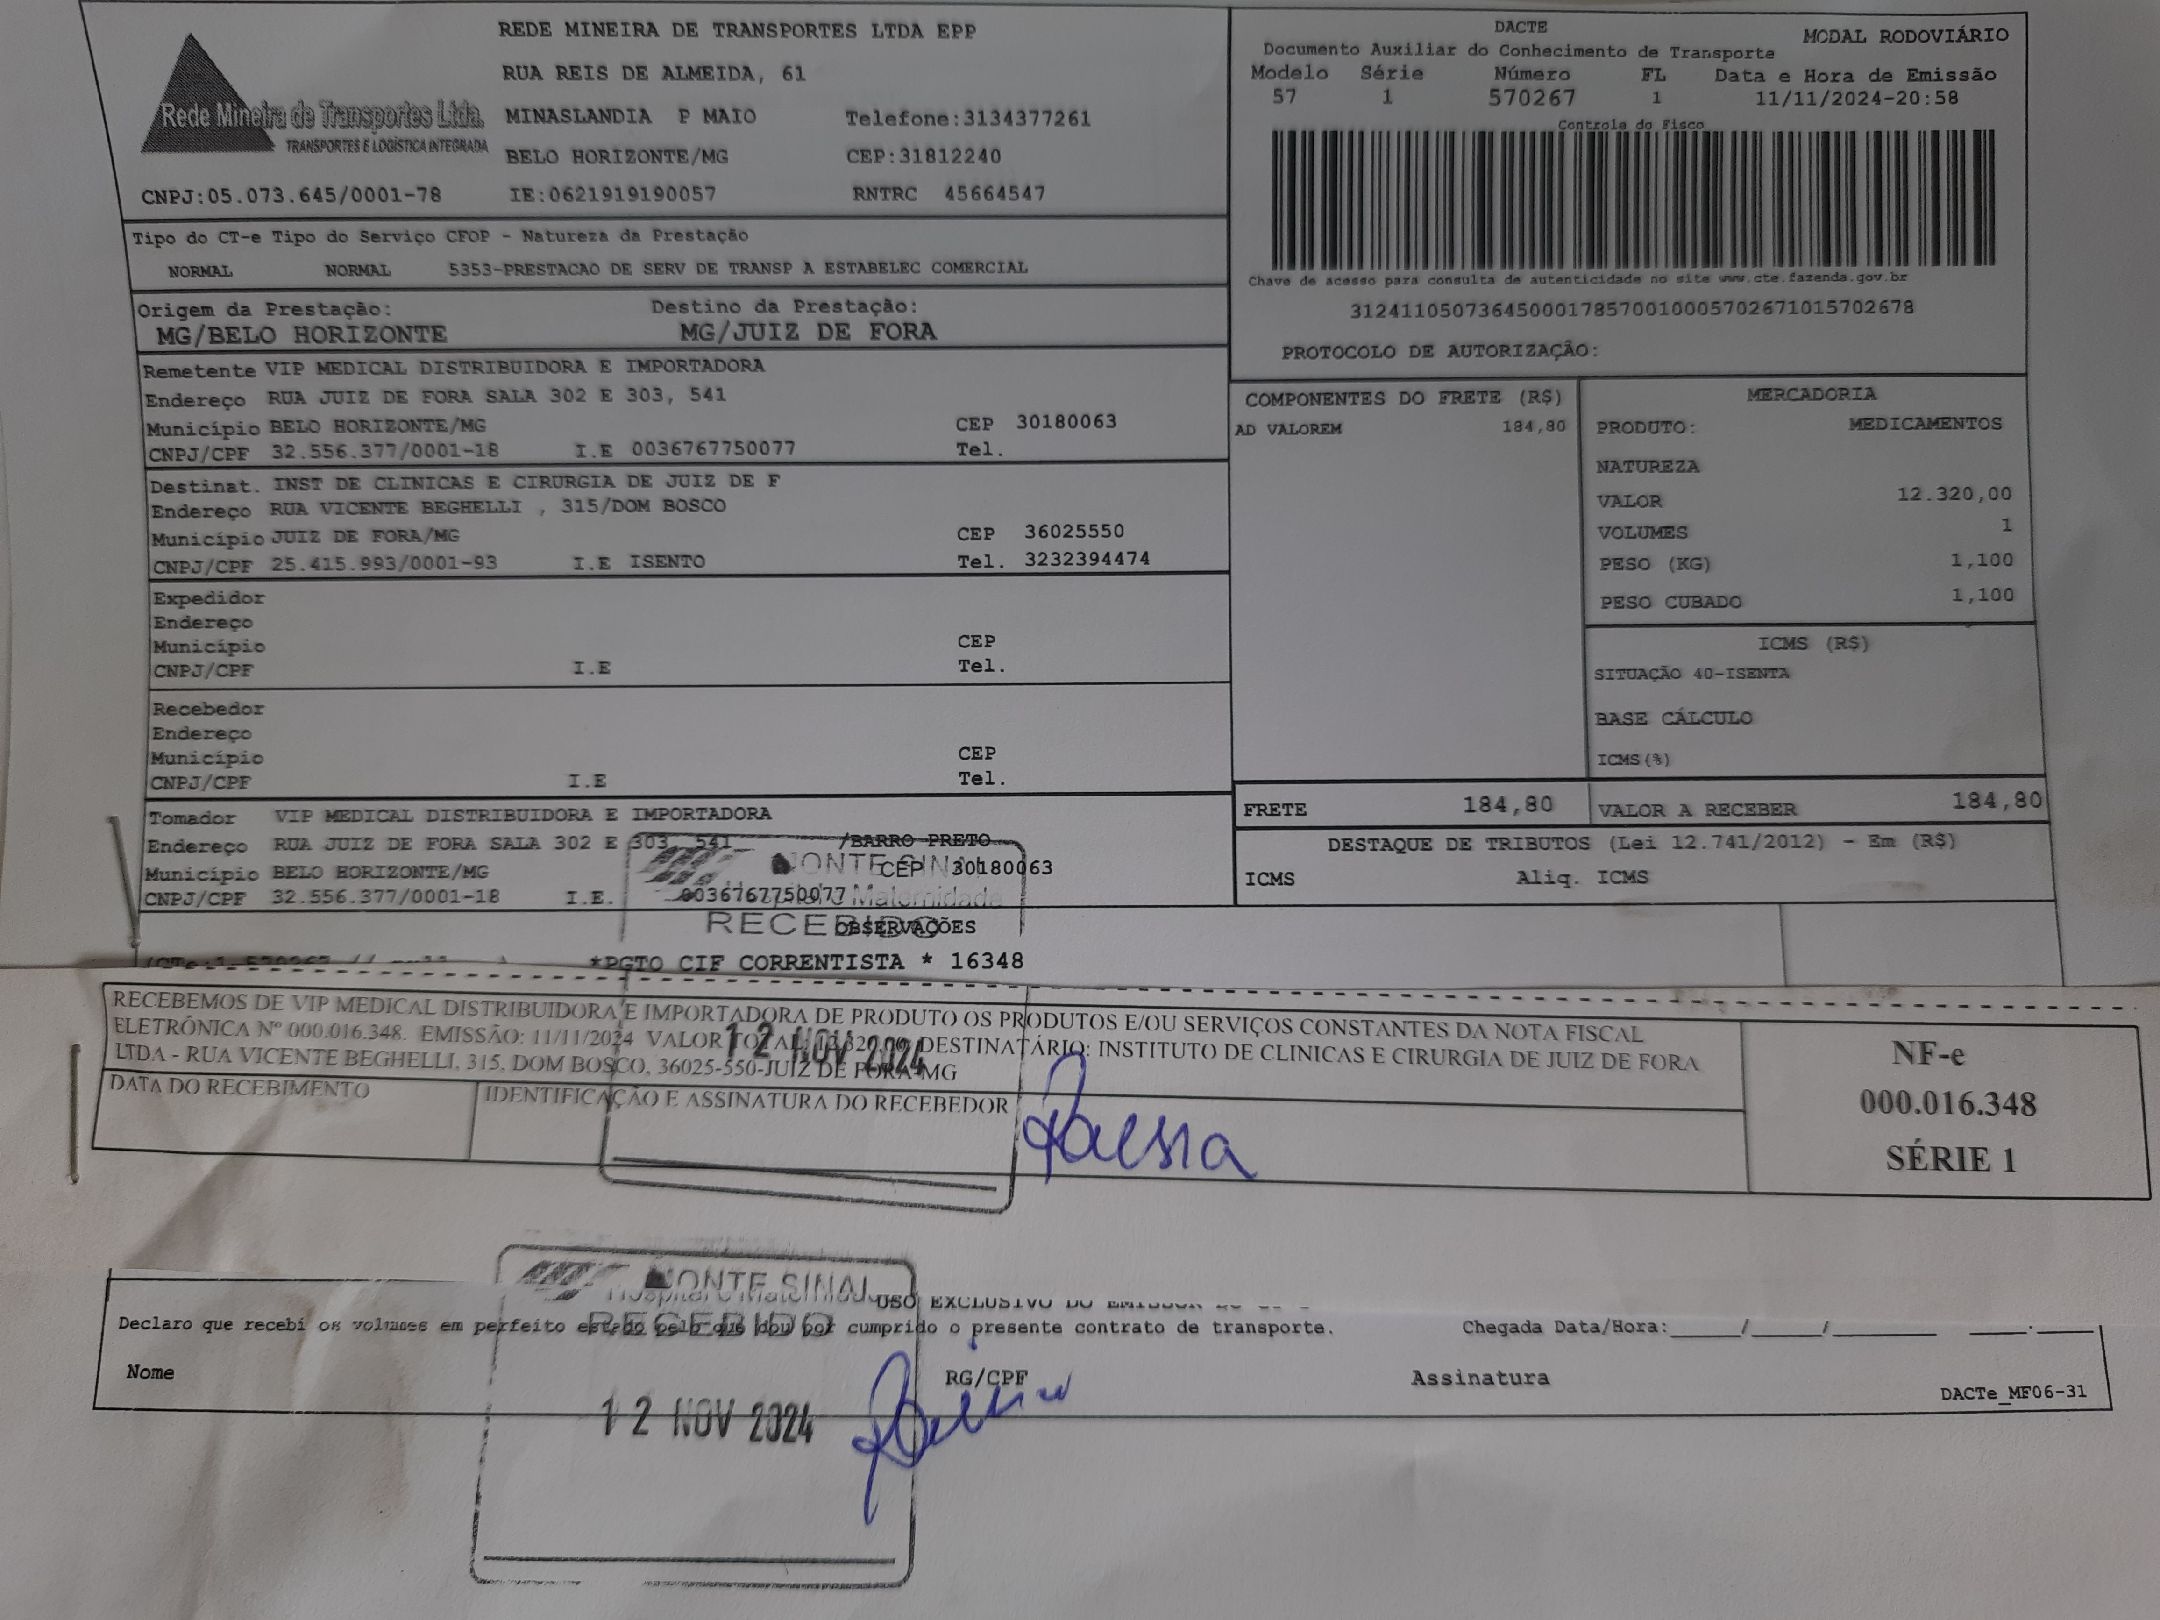 REDE MINEIRA DE TRANSPORTES LTDA EPP
RUA REIS DE ALMEIDA, 61
MINASLANDIA P MAIO Telefone:3134377261
BELO HORIZONTE/MG CEP:31812240
CNPJ:05.073.645/0001-78 IE:0621919190057 RNTRC 45664547
Rede Mineira de Transportes Ltda.
TRANSPORTES E LOGÍSTICA INTEGRADA
DACTE MODAL RODOVIÁRIO
Documento Auxiliar do Conhecimento de Transporte
Modelo Série Número FL Data e Hora de Emissão
57 1 570267 1 11/11/2024-20:58
Controle do Fisco
Chave de acesso para consulta de autenticidade no site www.cte.fazenda.gov.br
31241105073645000178570010005702671015702678
PROTOCOLO DE AUTORIZAÇÃO:
Tipo do CT-e Tipo do Serviço CFOP - Natureza da Prestação
NORMAL NORMAL 5353-PRESTACAO DE SERV DE TRANSP A ESTABELEC COMERCIAL
Origem da Prestação: Destino da Prestação:
MG/BELO HORIZONTE MG/JUIZ DE FORA
Remetente VIP MEDICAL DISTRIBUIDORA E IMPORTADORA
Endereço RUA JUIZ DE FORA SALA 302 E 303, 541
Município BELO HORIZONTE/MG CEP 30180063
CNPJ/CPF 32.556.377/0001-18 I.E 0036767750077 Tel.
Destinat. INST DE CLINICAS E CIRURGIA DE JUIZ DE F
Endereço RUA VICENTE BEGHELLI , 315/DOM BOSCO
Município JUIZ DE FORA/MG CEP 36025550
CNPJ/CPF 25.415.993/0001-93 I.E ISENTO Tel. 3232394474
Expedidor
Endereço
Município CEP
CNPJ/CPF I.E Tel.
Recebedor
Endereço
Município CEP
CNPJ/CPF I.E Tel.
Tomador VIP MEDICAL DISTRIBUIDORA E IMPORTADORA
Endereço RUA JUIZ DE FORA SALA 302 E 303, 541 /BARRO PRETO
Município BELO HORIZONTE/MG CEP 30180063
CNPJ/CPF 32.556.377/0001-18 I.E. 0036767750077
COMPONENTES DO FRETE (R$)
AD VALOREM 184,80
MERCADORIA
PRODUTO: MEDICAMENTOS
NATUREZA
VALOR 12.320,00
VOLUMES 1
PESO (KG) 1,100
PESO CUBADO 1,100
ICMS (R$)
SITUAÇÃO 40-ISENTA
BASE CÁLCULO
ICMS(%)
FRETE 184,80 VALOR A RECEBER 184,80
DESTAQUE DE TRIBUTOS (Lei 12.741/2012) - Em (R$)
ICMS Aliq. ICMS
MONTE SINAI
Maternidade
RECEBIDO
OBSERVAÇÕES
*PGTO CIF CORRENTISTA * 16348
RECEBEMOS DE VIP MEDICAL DISTRIBUIDORA E IMPORTADORA DE PRODUTO OS PRODUTOS E/OU SERVIÇOS CONSTANTES DA NOTA FISCAL
ELETRÔNICA Nº 000.016.348. EMISSÃO: 11/11/2024 VALOR TOTAL: DESTINATÁRIO: INSTITUTO DE CLINICAS E CIRURGIA DE JUIZ DE FORA
LTDA - RUA VICENTE BEGHELLI, 315, DOM BOSCO, 36025-550-JUIZ DE FORA-MG
12 NOV 2024
DATA DO RECEBIMENTO IDENTIFICAÇÃO E ASSINATURA DO RECEBEDOR
NF-e
000.016.348
SÉRIE 1
MONTE SINAI
RECEBIDO
USO EXCLUSIVO DO EMISSOR
Declaro que recebi os volumes em perfeito estado pelo que dou por cumprido o presente contrato de transporte. Chegada Data/Hora:_____/_____/_______ ____.____
Nome RG/CPF Assinatura
DACTe_MF06-31
12 NOV 2024